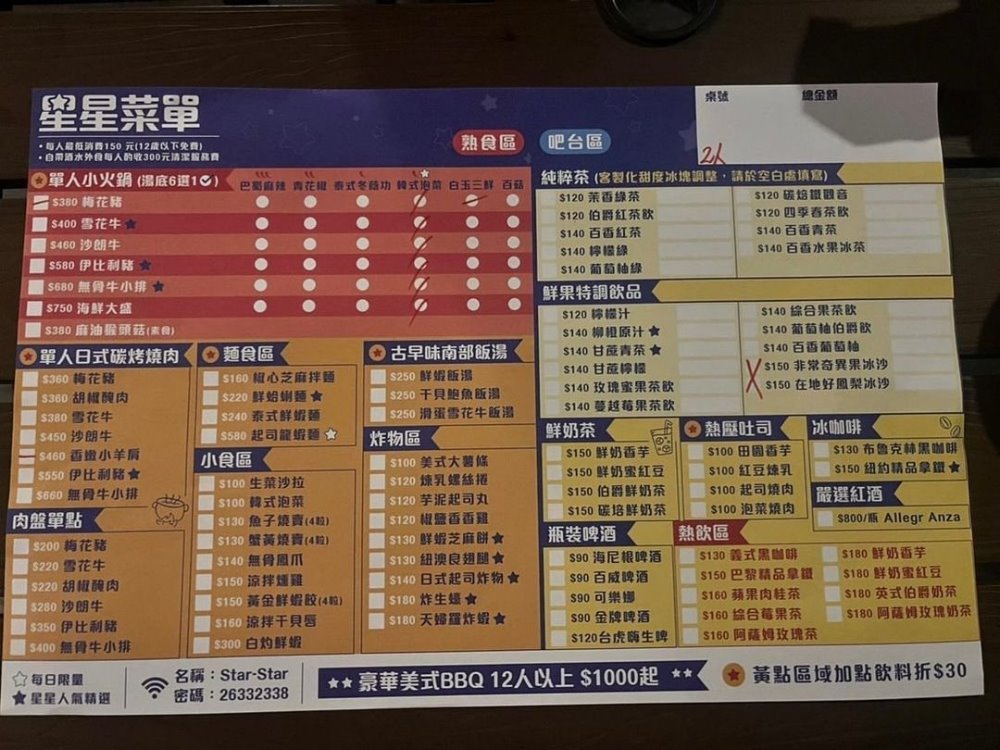 星星菜單
•每人最低消費150 元(12歲以下免費)
•自帶酒水外食每人酌收300元清潔服務費
熟食區
吧台區
桌號
總金額
2人
單人小火鍋 (湯底6選1)
巴蜀麻辣 青花椒 泰式冬蔭功 韓式泡菜 白玉三鮮 百菇
$380 梅花豬
$400 雪花牛★
$460 沙朗牛
$580 伊比利豬★
$680 無骨牛小排★
$750 海鮮大盛
$380 麻油猴頭菇(素食)
單人日式碳烤燒肉
$360 梅花豬
$360 胡椒醃肉
$380 雪花牛
$450 沙朗牛
$460 香嫩小羊肩
$550 伊比利豬★
$660 無骨牛小排
肉盤單點
$200 梅花豬
$220 雪花牛
$220 胡椒醃肉
$280 沙朗牛
$350 伊比利豬
$400 無骨牛小排
麵食區
$160 椒心芝麻拌麵
$220 鮮蛤蜊麵★
$240 泰式鮮蝦麵
$580 起司龍蝦麵☆
小食區
$100 生菜沙拉
$100 韓式泡菜
$130 魚子燒賣(4粒)
$130 蟹黃燒賣(4粒)
$140 無骨鳳爪
$150 涼拌燻雞
$150 黃金鮮蝦餃(4粒)
$160 涼拌干貝唇
$300 白灼鮮蝦
古早味南部飯湯
$250 鮮蝦飯湯
$250 干貝鮑魚飯湯
$250 滑蛋雪花牛飯湯
炸物區
$100 美式大薯條
$120 煉乳螺絲捲
$120 芋泥起司丸
$120 椒鹽香香雞
$130 鮮蝦芝麻餅★
$130 紐澳良翅腿★
$140 日式起司炸物★
$180 炸生蠔★
$180 天婦羅炸蝦★
純粹茶 (客製化甜度冰塊調整,請於空白處填寫)
$120 茉香綠茶
$120 伯爵紅茶飲
$140 百香紅茶
$140 檸檬綠
$140 葡萄柚綠
$120 碳焙鐵觀音
$120 四季春茶飲
$140 百香青茶
$140 百香水果冰茶
鮮果特調飲品
$120 檸檬汁
$140 柳橙原汁★
$140 甘蔗青茶★
$140 甘蔗檸檬
$140 玫瑰蜜果茶飲
$140 蔓越莓果茶飲
$140 綜合果茶飲
$140 葡萄柚伯爵飲
$140 百香葡萄柚
$150 非常奇異果冰沙
$150 在地好鳳梨冰沙
鮮奶茶
$150 鮮奶香芋
$150 鮮奶蜜紅豆
$150 伯爵鮮奶茶
$150 碳焙鮮奶茶
熱壓吐司
$100 田園香芋
$100 紅豆煉乳
$100 起司燒肉
$100 泡菜燒肉
冰咖啡
$130 布魯克林黑咖啡
$150 紐約精品拿鐵★
嚴選紅酒
$800/瓶 Allegr Anza
瓶裝啤酒
$90 海尼根啤酒
$90 百威啤酒
$90 可樂娜
$90 金牌啤酒
$120台虎嗨生啤
熱飲區
$130 義式黑咖啡
$150 巴黎精品拿鐵
$160 蘋果肉桂茶
$160 綜合莓果茶
$160 阿薩姆玫瑰茶
$180 鮮奶香芋
$180 鮮奶蜜紅豆
$180 英式伯爵奶茶
$180 阿薩姆玫瑰奶茶
☆每日限量
★星星人氣精選
名稱:Star-Star
密碼:26332338
★★豪華美式BBQ 12人以上 $1000起 ★★
黃點區域加點飲料折$30